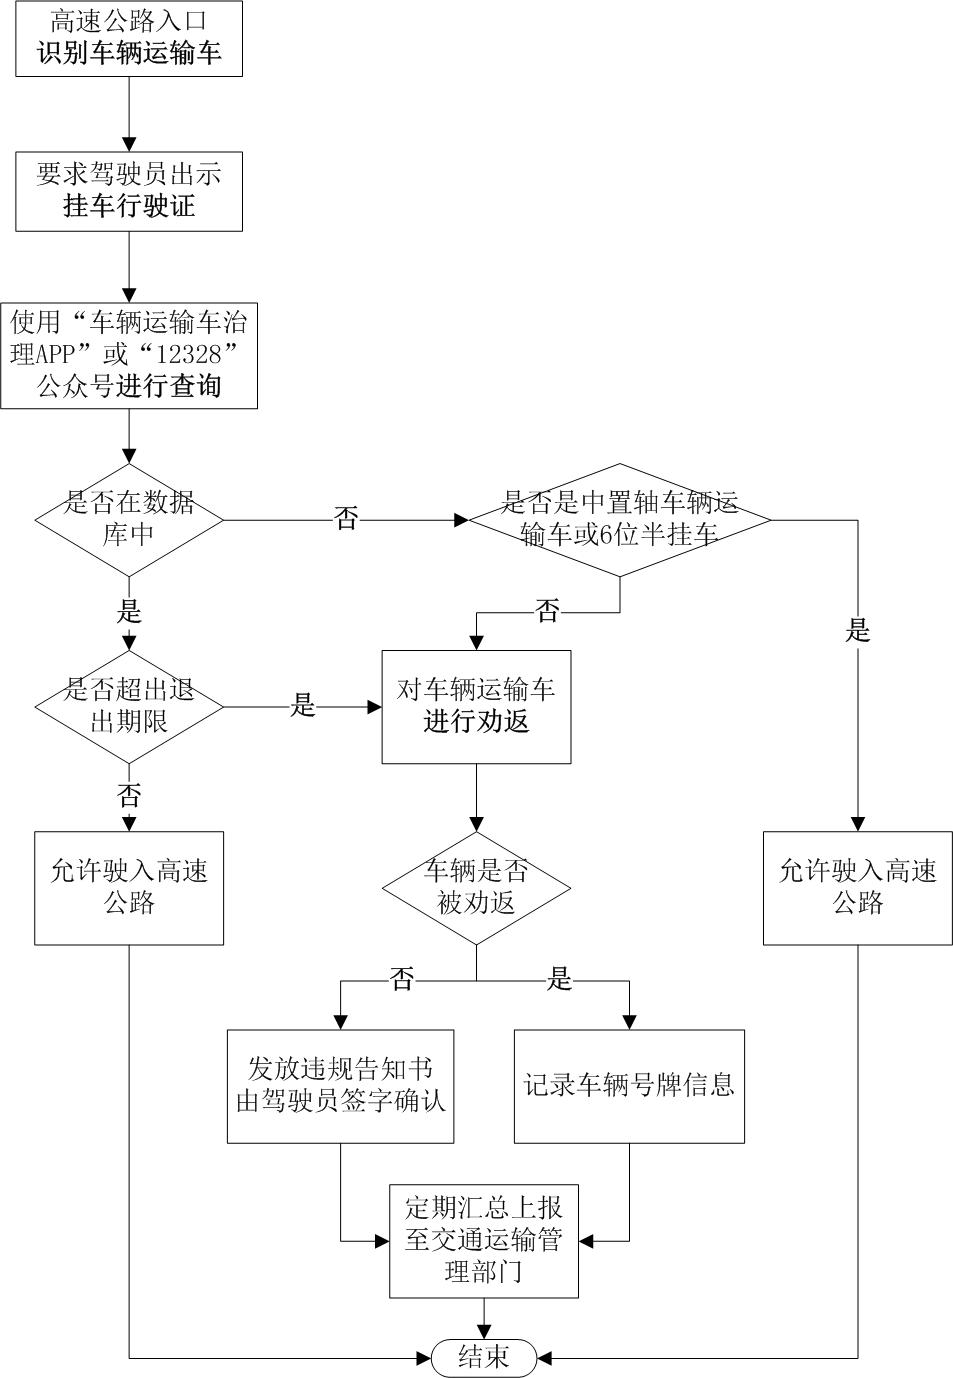 高速公路入口
识别车辆运输车
要求驾驶员出示
挂车行驶证
使用“车辆运输车治
理APP”或“12328”
公众号进行查询
是否在数据
库中
否
是否是中置轴车辆运
输车或6位半挂车
是
否
是
是否超出退
出期限
是
对车辆运输车
进行劝返
否
允许驶入高速
公路
车辆是否
被劝返
允许驶入高速
公路
否
是
发放违规告知书
由驾驶员签字确认
记录车辆号牌信息
定期汇总上报
至交通运输管
理部门
结束